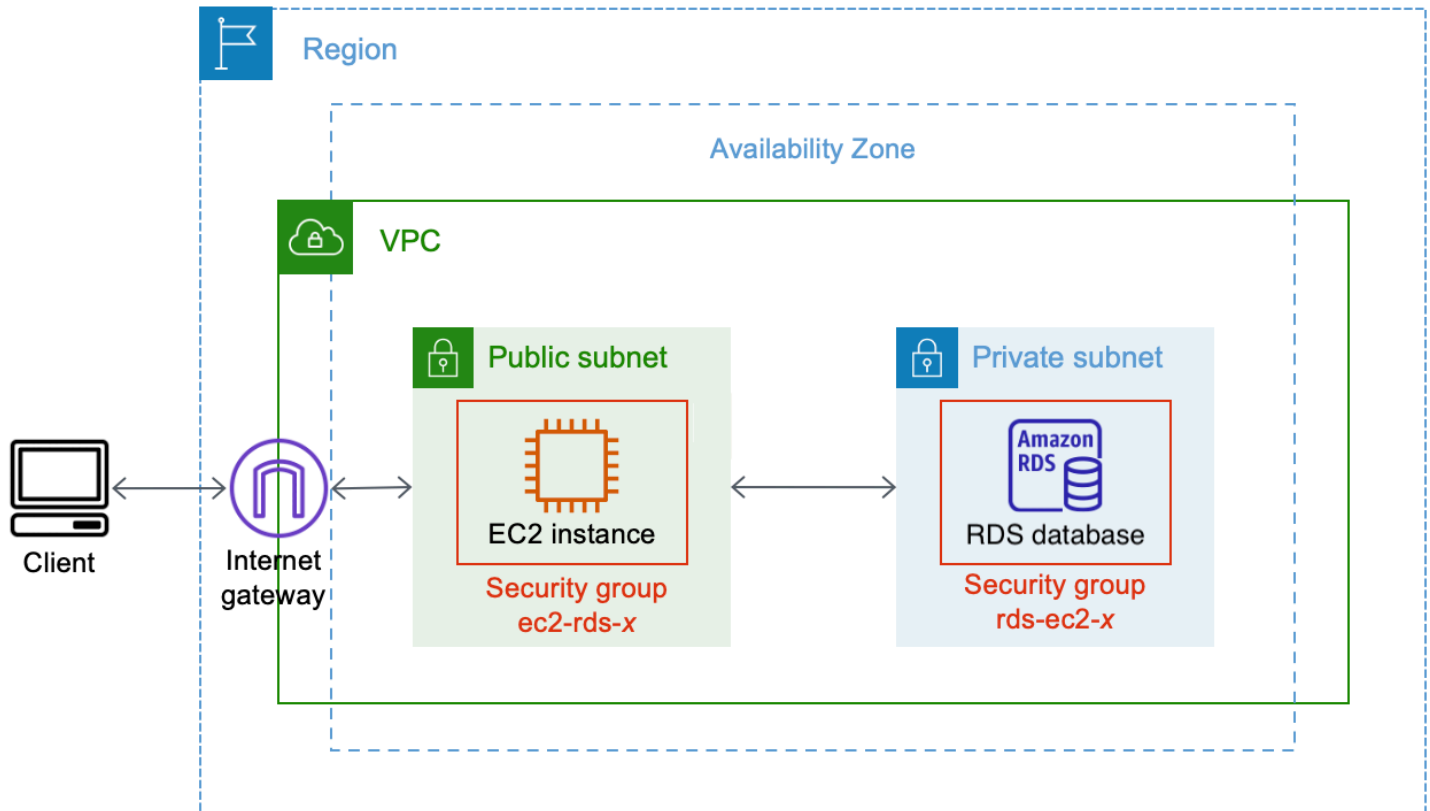 Region
Availability Zone
VPC
Public subnet
Private subnet
Amazon
RDS
EC2 instance
RDS database
Client
Internet
gateway
Security group
ec2-rds-x
Security group
rds-ec2-x